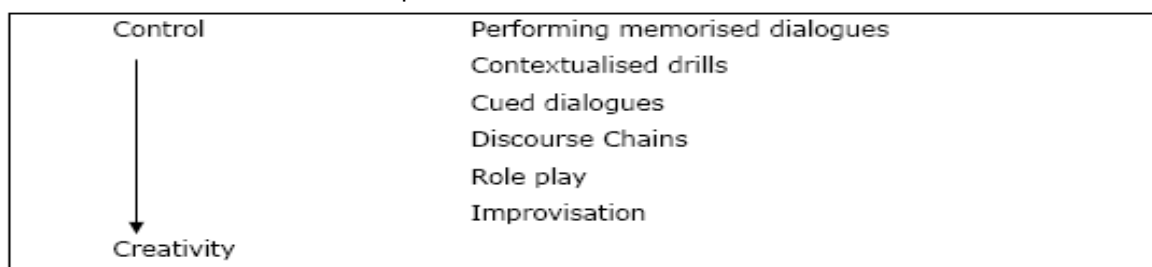 Control Performing memorised dialogues
Contextualised drills
Cued dialogues
Discourse Chains
Role play
Improvisation
Creativity